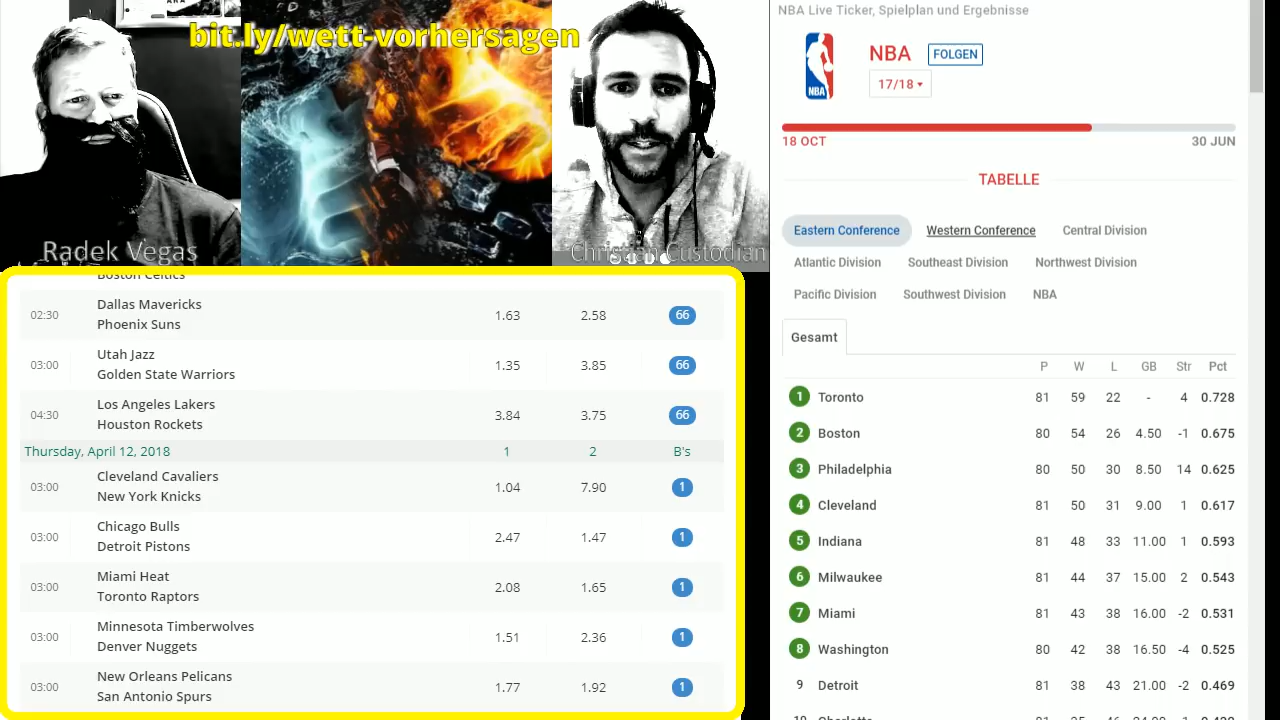 bit.ly/wett-vorhersagen
Radek Vegas
Christian Custodian
Boston Celtics
02:30 Dallas Mavericks Phoenix Suns 1.63 2.58 66
03:00 Utah Jazz Golden State Warriors 1.35 3.85 66
04:30 Los Angeles Lakers Houston Rockets 3.84 3.75 66
Thursday, April 12, 2018 1 2 B's
03:00 Cleveland Cavaliers New York Knicks 1.04 7.90 1
03:00 Chicago Bulls Detroit Pistons 2.47 1.47 1
03:00 Miami Heat Toronto Raptors 2.08 1.65 1
03:00 Minnesota Timberwolves Denver Nuggets 1.51 2.36 1
03:00 New Orleans Pelicans San Antonio Spurs 1.77 1.92 1
NBA Live Ticker, Spielplan und Ergebnisse
NBA FOLGEN
NBA
17/18
18 OCT 30 JUN
TABELLE
Eastern Conference Western Conference Central Division
Atlantic Division Southeast Division Northwest Division
Pacific Division Southwest Division NBA
Gesamt
P W L GB Str Pct
1 Toronto 81 59 22 - 4 0.728
2 Boston 80 54 26 4.50 -1 0.675
3 Philadelphia 80 50 30 8.50 14 0.625
4 Cleveland 81 50 31 9.00 1 0.617
5 Indiana 81 48 33 11.00 1 0.593
6 Milwaukee 81 44 37 15.00 2 0.543
7 Miami 81 43 38 16.00 -2 0.531
8 Washington 80 42 38 16.50 -4 0.525
9 Detroit 81 38 43 21.00 -2 0.469